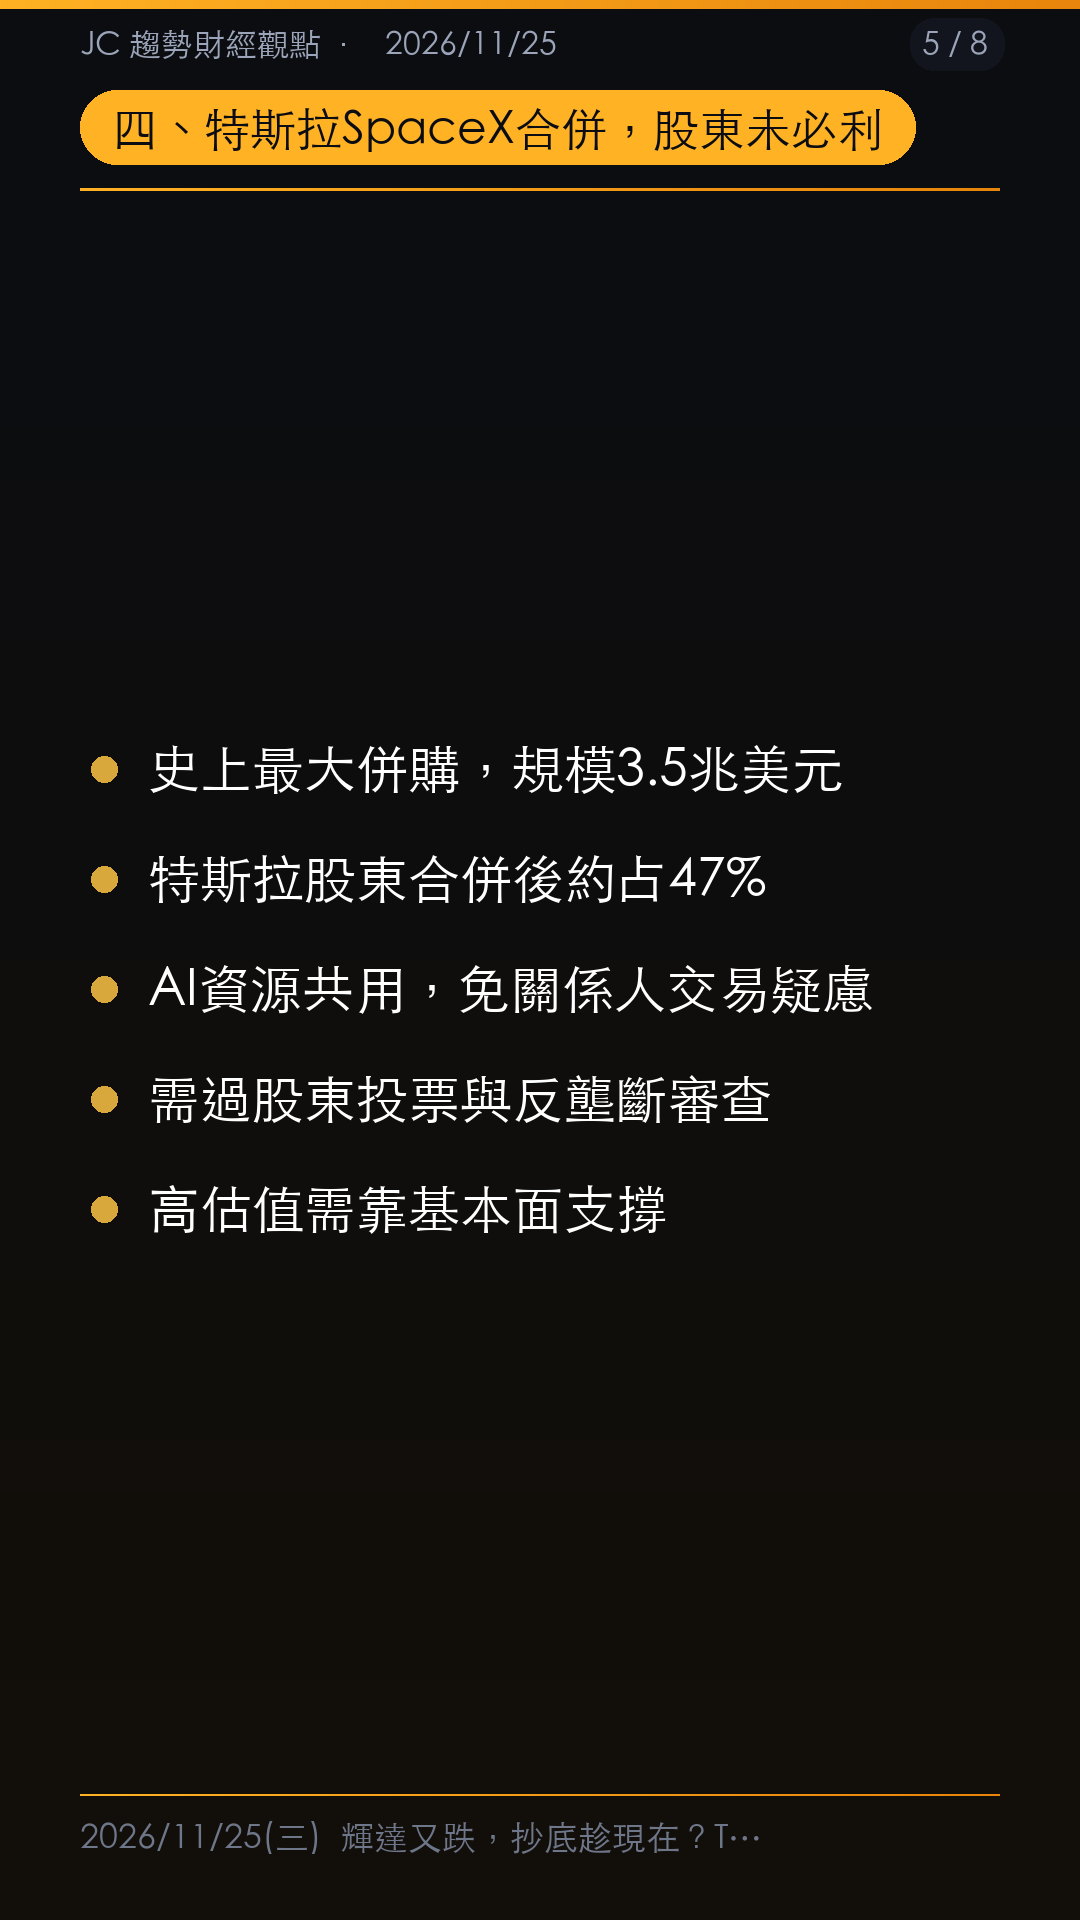 JC 趨勢財經觀點 · 2026/11/25
5 / 8
四、特斯拉SpaceX合併，股東未必利
史上最大併購，規模3.5兆美元
特斯拉股東合併後約占47%
AI資源共用，免關係人交易疑慮
需過股東投票與反壟斷審查
高估值需靠基本面支撐
2026/11/25(三) 輝達又跌，抄底趁現在？T…